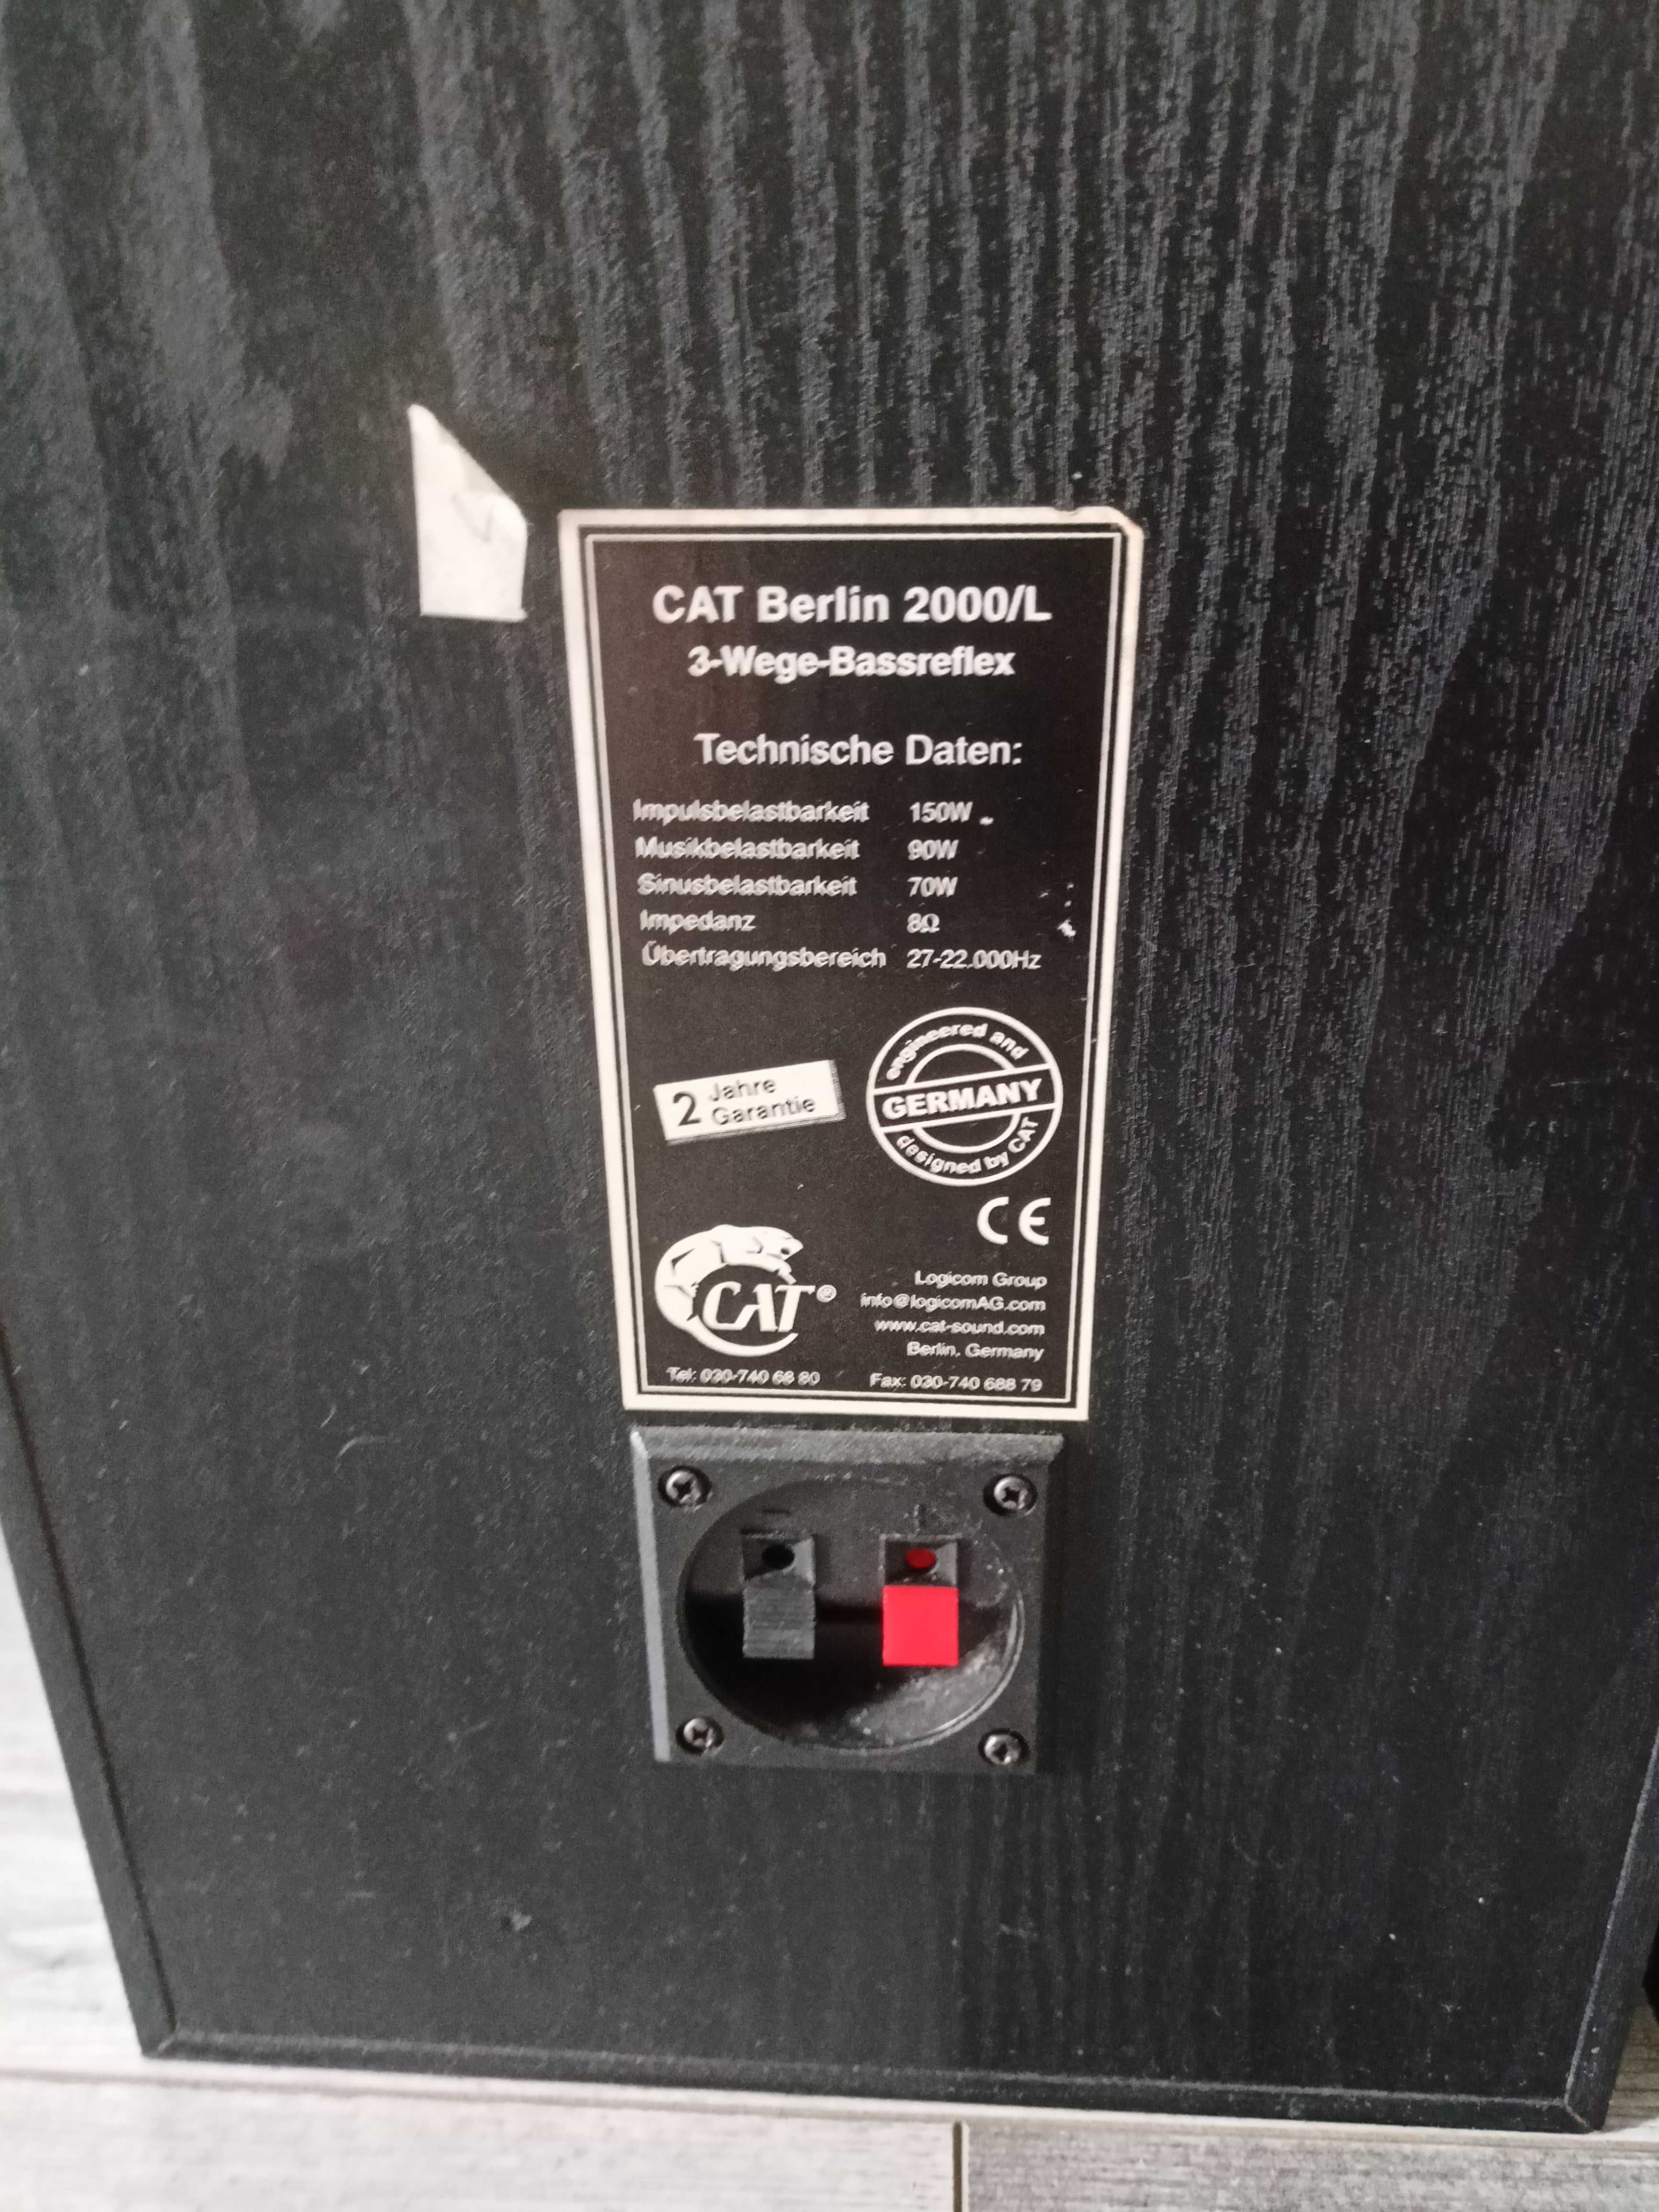 CAT Berlin 2000/L
3-Wege-Bassreflex
Technische Daten:
Impulsbelastbarkeit 150W
Musikbelastbarkeit 90W
Sinusbelastbarkeit 70W
Impedanz 8Ω
Übertragungsbereich 27-22.000Hz
2 Jahre
Garantie
engineered and
GERMANY
designed by CAT
CE
CAT®
Logicom Group
info@logicomAG.com
www.cat-sound.com
Berlin, Germany
Tel: 030-740 68 80 Fax: 030-740 688 79
- +